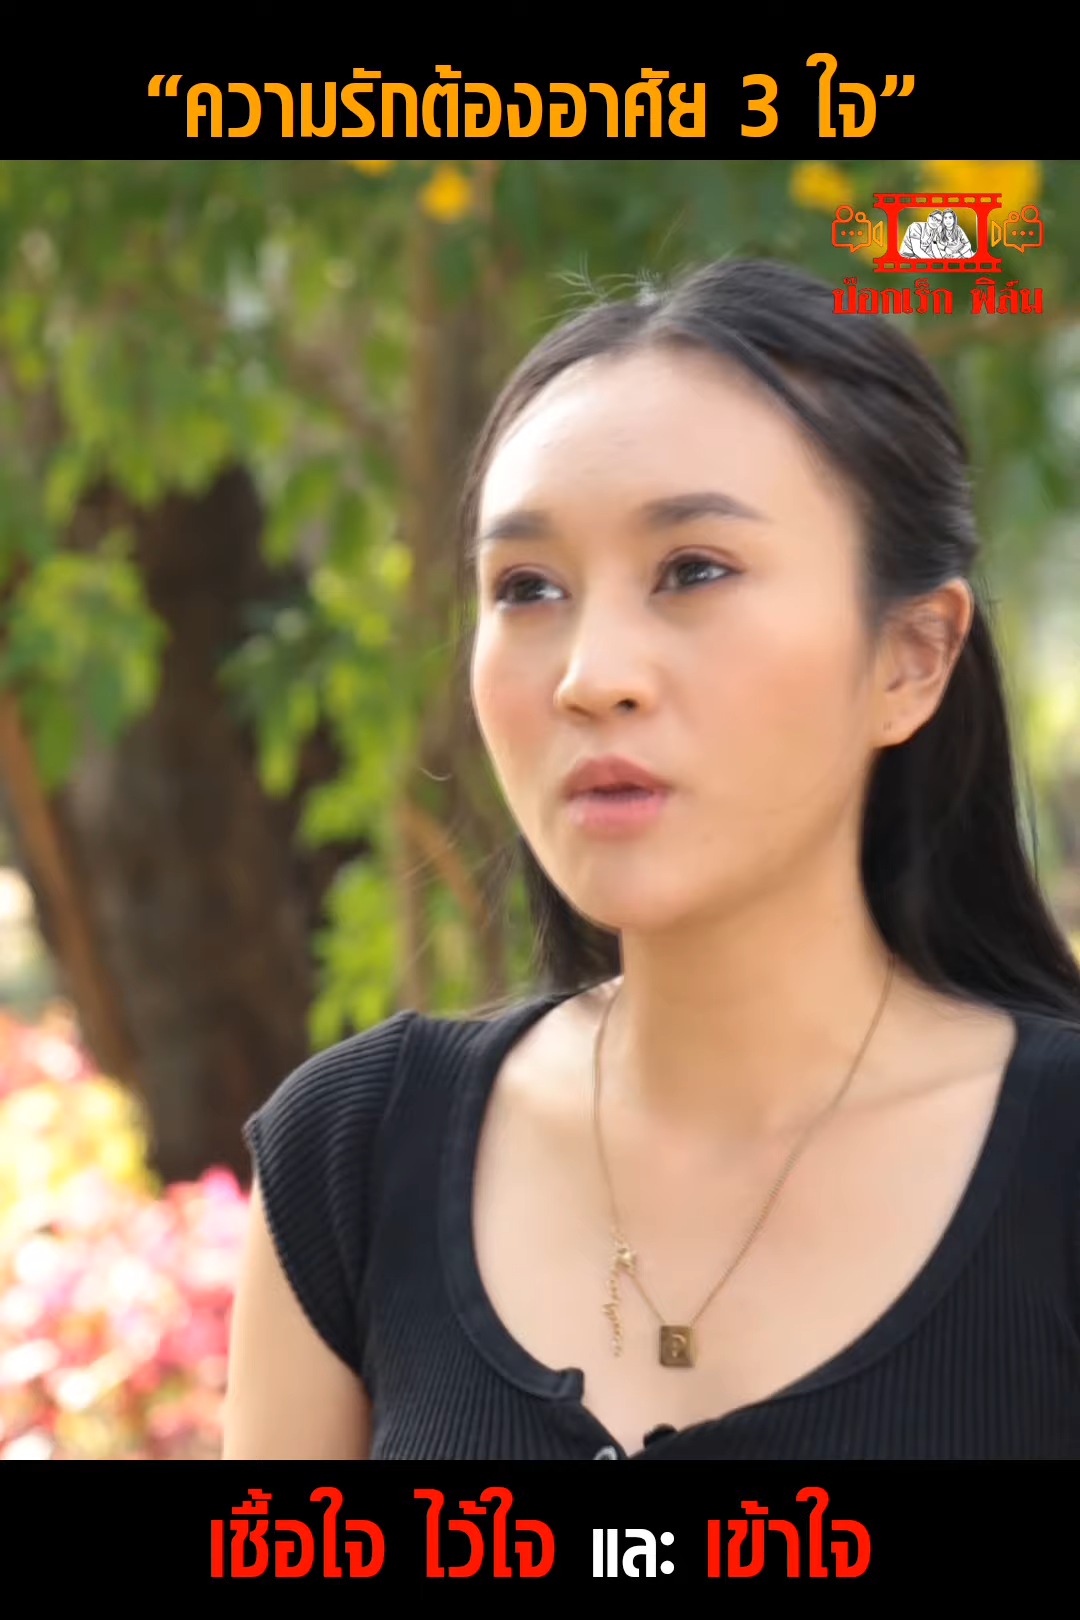 “ความรักต้องอาศัย 3 ใจ”
ป๊อกเร็ก ฟิล์ม
เชื่อใจ ไว้ใจ และ เข้าใจ